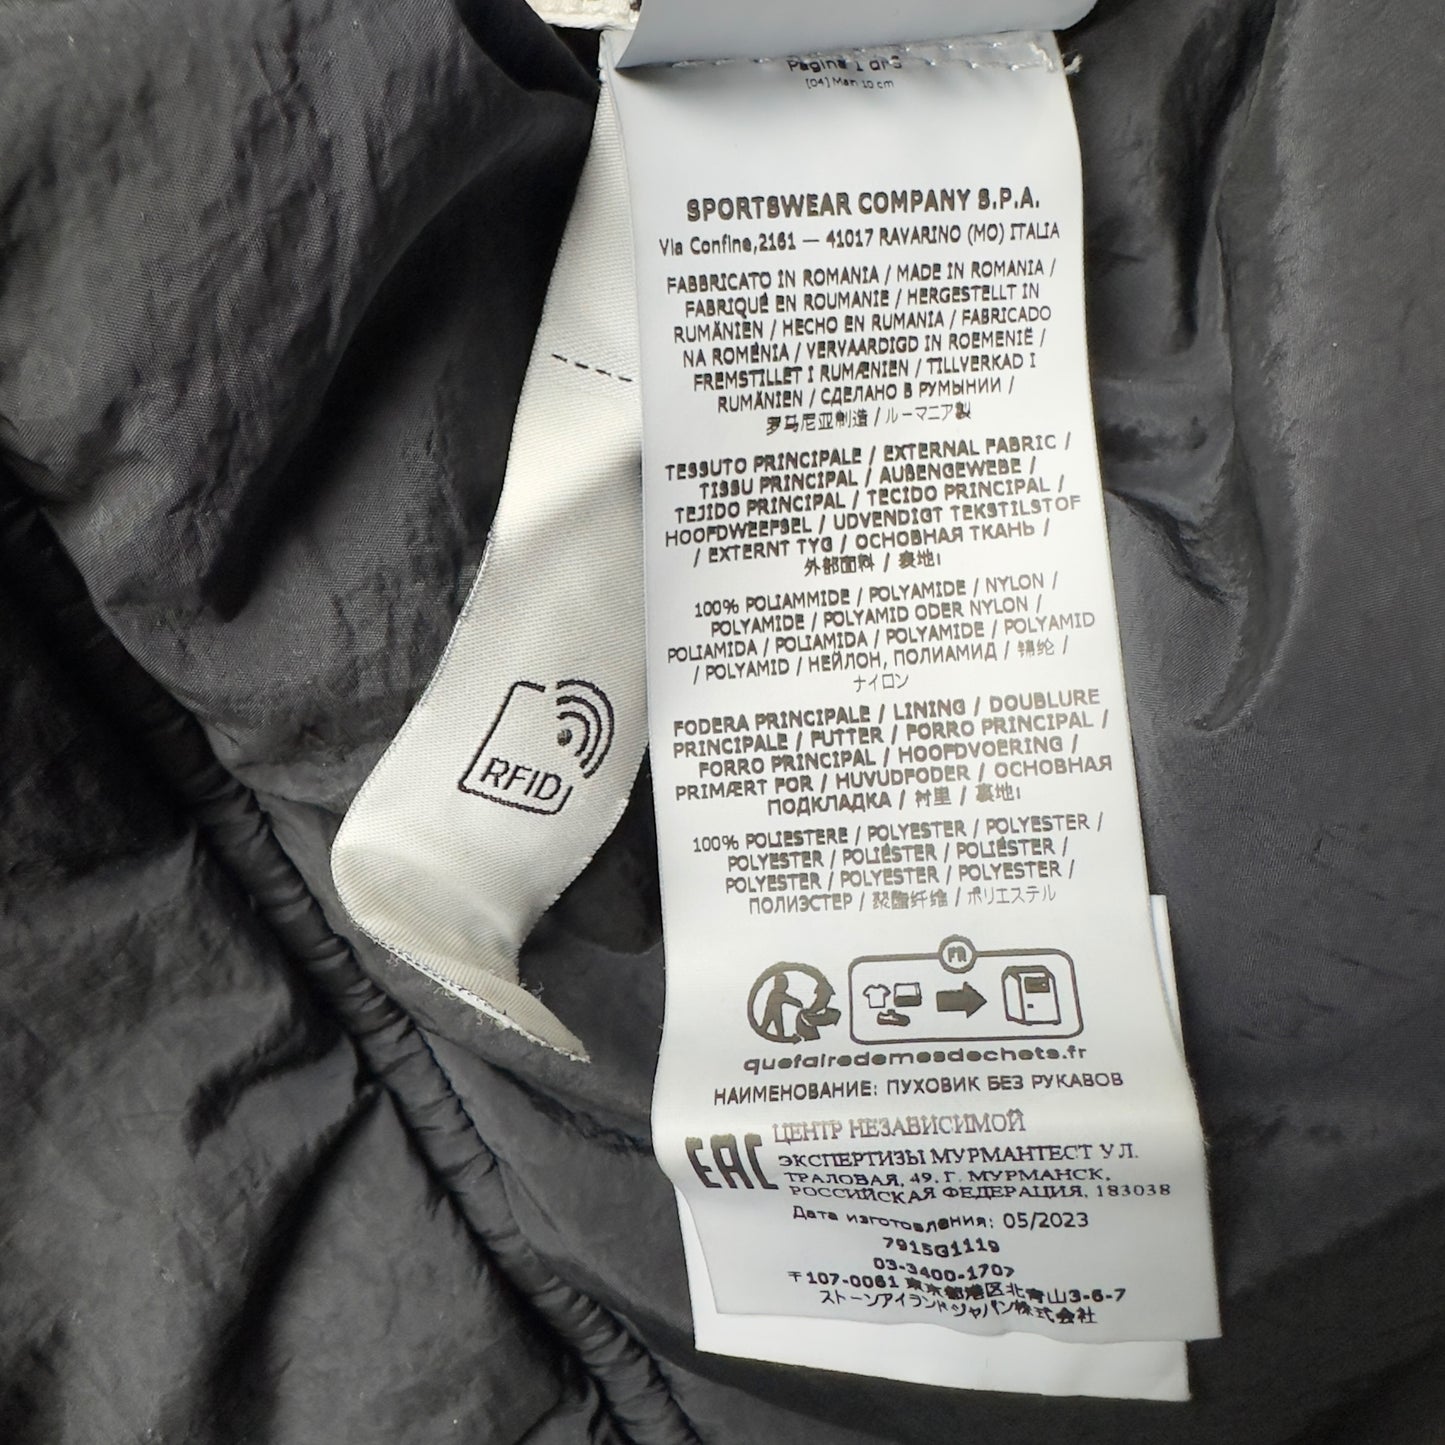 Pagina 1 di
[04] Man 10 cm
SPORTSWEAR COMPANY S.P.A.
Via Confine,2161 — 41017 RAVARINO (MO) ITALIA
FABBRICATO IN ROMANIA / MADE IN ROMANIA /
FABRIQUÉ EN ROUMANIE / HERGESTELLT IN
RUMÄNIEN / HECHO EN RUMANIA / FABRICADO
NA ROMÉNIA / VERVAARDIGD IN ROEMENIË /
FREMSTILLET I RUMÆNIEN / TILLVERKAD I
RUMÄNIEN / СДЕЛАНО В РУМЫНИИ /
罗马尼亚制造 / ルーマニア製
TESSUTO PRINCIPALE / EXTERNAL FABRIC /
TISSU PRINCIPAL / AUßENGEWEBE /
TEJIDO PRINCIPAL / TECIDO PRINCIPAL /
HOOFDWEEFSEL / UDVENDIGT TEKSTILSTOF
/ EXTERNT TYG / ОСНОВНАЯ ТКАНЬ /
外部面料 / 表地
100% POLIAMMIDE / POLYAMIDE / NYLON /
POLYAMIDE / POLYAMID ODER NYLON /
POLIAMIDA / POLIAMIDA / POLYAMIDE / POLYAMID
/ POLYAMID / НЕЙЛОН, ПОЛИАМИД / 锦纶 /
ナイロン
FODERA PRINCIPALE / LINING / DOUBLURE
PRINCIPALE / FUTTER / FORRO PRINCIPAL /
FORRO PRINCIPAL / HOOFDVOERING /
PRIMÆRT FOR / HUVUDFODER / ОСНОВНАЯ
ПОДКЛАДКА / 衬里 / 裏地
100% POLIESTERE / POLYESTER / POLYESTER /
POLYESTER / POLIÉSTER / POLIÉSTER /
POLYESTER / POLYESTER / POLYESTER /
ПОЛИЭСТЕР / 聚酯纤维 / ポリエステル
FR
quefairedemesdechets.fr
НАИМЕНОВАНИЕ: ПУХОВИК БЕЗ РУКАВОВ
EAC
ЦЕНТР НЕЗАВИСИМОЙ
ЭКСПЕРТИЗЫ МУРМАНТЕСТ УЛ.
ТРАЛОВАЯ, 49, Г. МУРМАНСК,
РОССИЙСКАЯ ФЕДЕРАЦИЯ, 183038
Дата изготовления: 05/2023
7915G1119
03-3400-1707
〒107-0061 東京都港区北青山3-6-7
ストーンアイランドジャパン株式会社
RFID